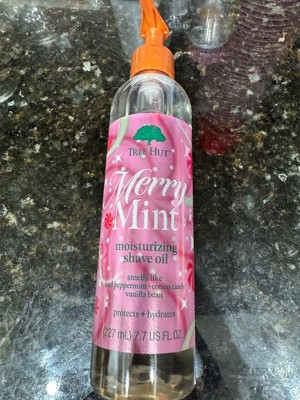 TREE HUT
Merry
Mint
moisturizing
shave oil
smells like
peppermint • cotton candy
vanilla bean
protects + hydrates
(227 mL) 7.7 US FL.OZ.